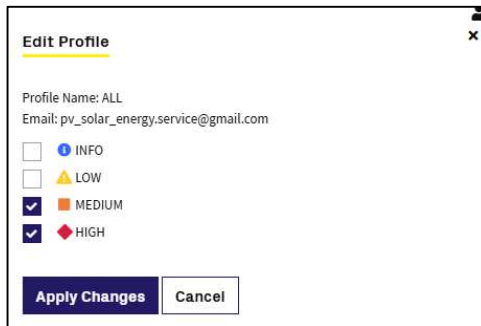 Edit Profile
Profile Name: ALL
Email: pv_solar_energy.service@gmail.com
INFO
LOW
MEDIUM
HIGH
Apply Changes
Cancel